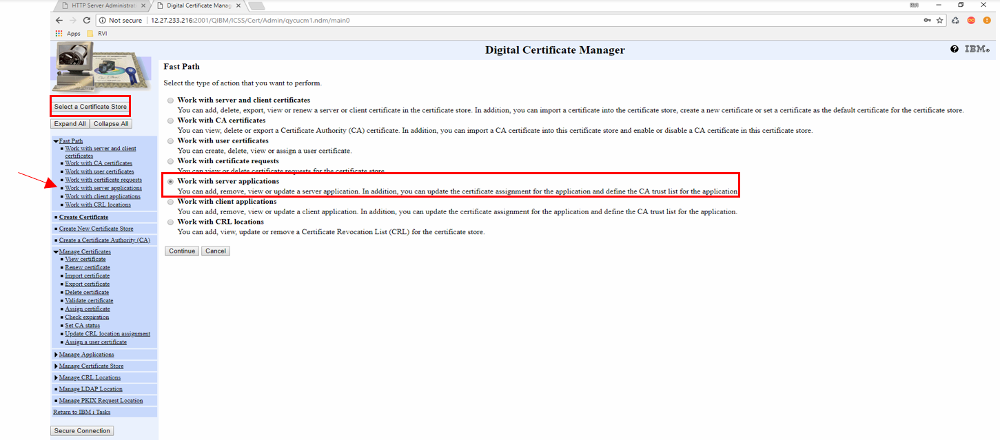 HTTP Server Administrat
Digital Certificate Manag
RVI
Not secure
12.27.233.216:2001/QIBM/ICSS/Cert/Admin/qycucm1.ndm/main0
Apps
RVI
Digital Certificate Manager
IBM®
Select a Certificate Store
Expand All
Collapse All
Fast Path
Work with server and client
certificates
Work with CA certificates
Work with user certificates
Work with certificate requests
Work with server applications
Work with client applications
Work with CRL locations
Create Certificate
Create New Certificate Store
Create a Certificate Authority (CA)
Manage Certificates
View certificate
Renew certificate
Import certificate
Export certificate
Delete certificate
Validate certificate
Assign certificate
Check expiration
Set CA status
Update CRL location assignment
Assign a user certificate
Manage Applications
Manage Certificate Store
Manage CRL Locations
Manage LDAP Location
Manage PKIX Request Location
Return to IBM i Tasks
Secure Connection
Fast Path
Select the type of action that you want to perform.
Work with server and client certificates
You can add, delete, export, view or renew a server or client certificate in the certificate store. In addition, you can import a certificate into the certificate store, create a new certificate or set a certificate as the default certificate for the certificate store.
Work with CA certificates
You can view, delete or export a Certificate Authority (CA) certificate. In addition, you can import a CA certificate into this certificate store and enable or disable a CA certificate in this certificate store.
Work with user certificates
You can create, delete, view or assign a user certificate.
Work with certificate requests
You can view or delete certificate requests for the certificate store.
Work with server applications
You can add, remove, view or update a server application. In addition, you can update the certificate assignment for the application and define the CA trust list for the application.
Work with client applications
You can add, remove, view or update a client application. In addition, you can update the certificate assignment for the application and define the CA trust list for the application.
Work with CRL locations
You can add, view, update or remove a Certificate Revocation List (CRL) for the certificate store.
Continue
Cancel